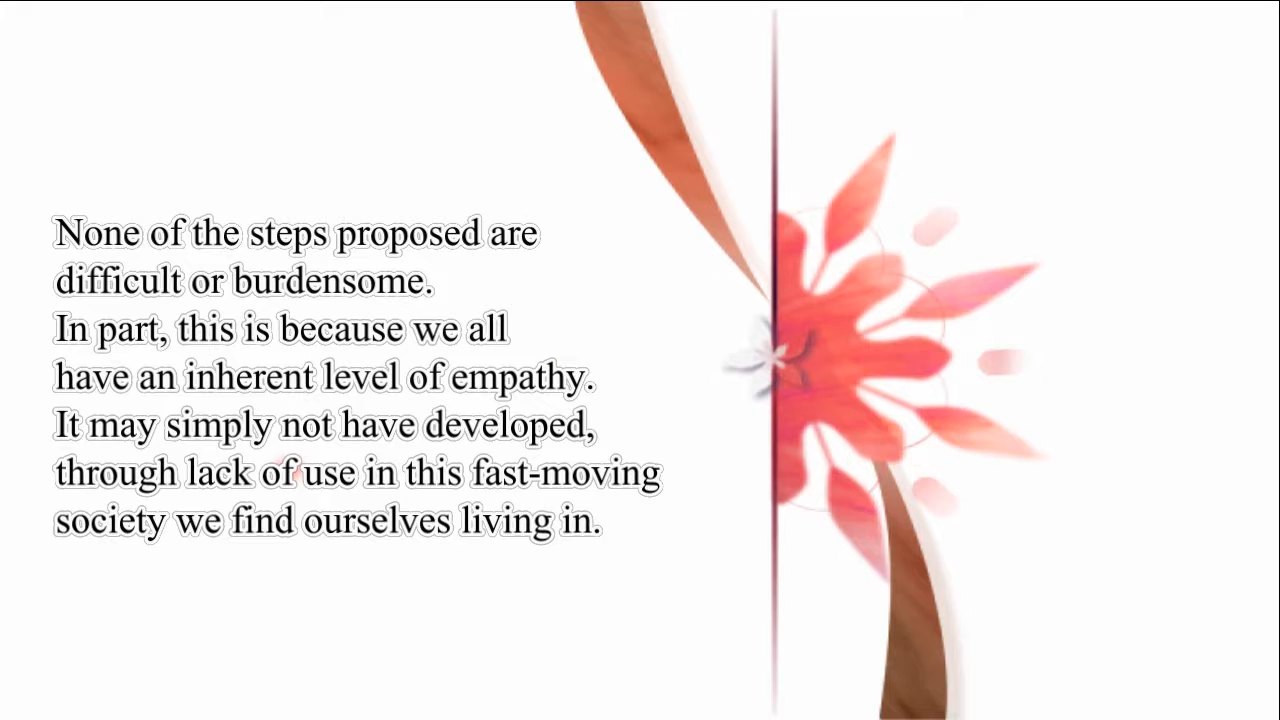 None of the steps proposed are
difficult or burdensome.
In part, this is because we all
have an inherent level of empathy.
It may simply not have developed,
through lack of use in this fast-moving
society we find ourselves living in.